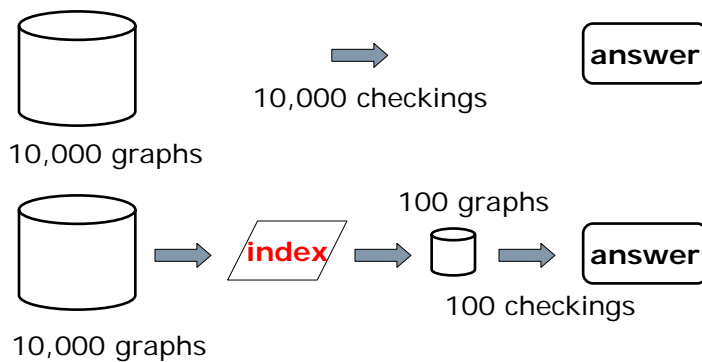 answer
10,000 checkings
10,000 graphs
100 graphs
index
answer
100 checkings
10,000 graphs